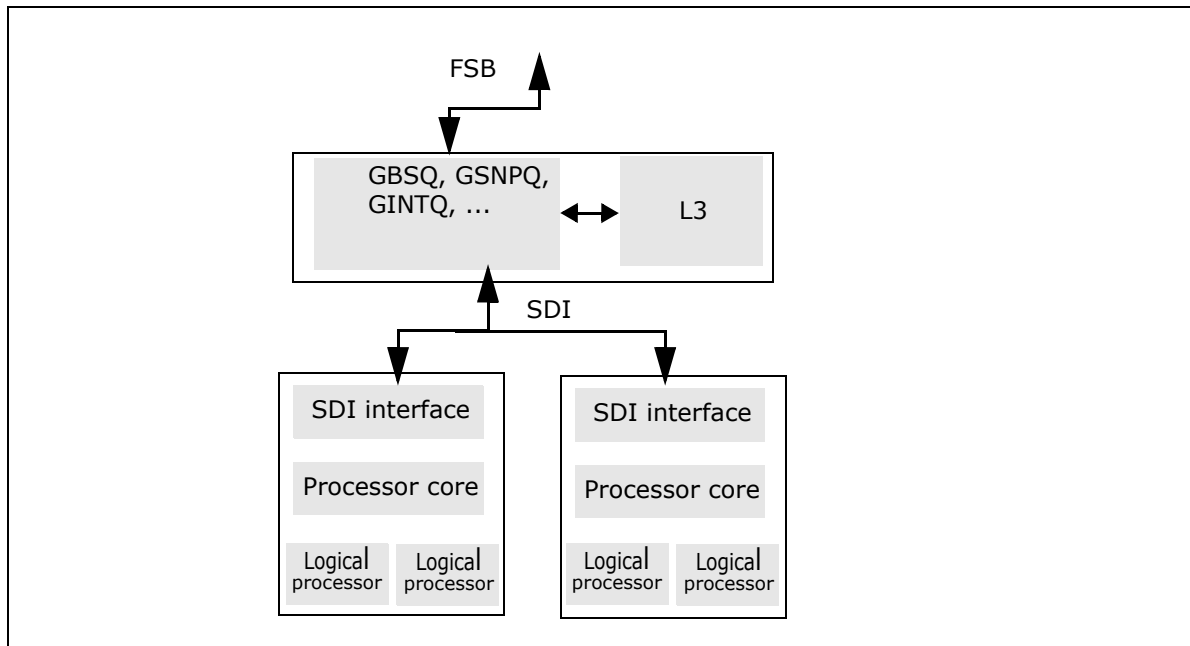 FSB
GBSQ, GSNPQ,
GINTQ, ...
L3
SDI
SDI interface
Processor core
Logical
processor
Logical
processor
SDI interface
Processor core
Logical
processor
Logical
processor